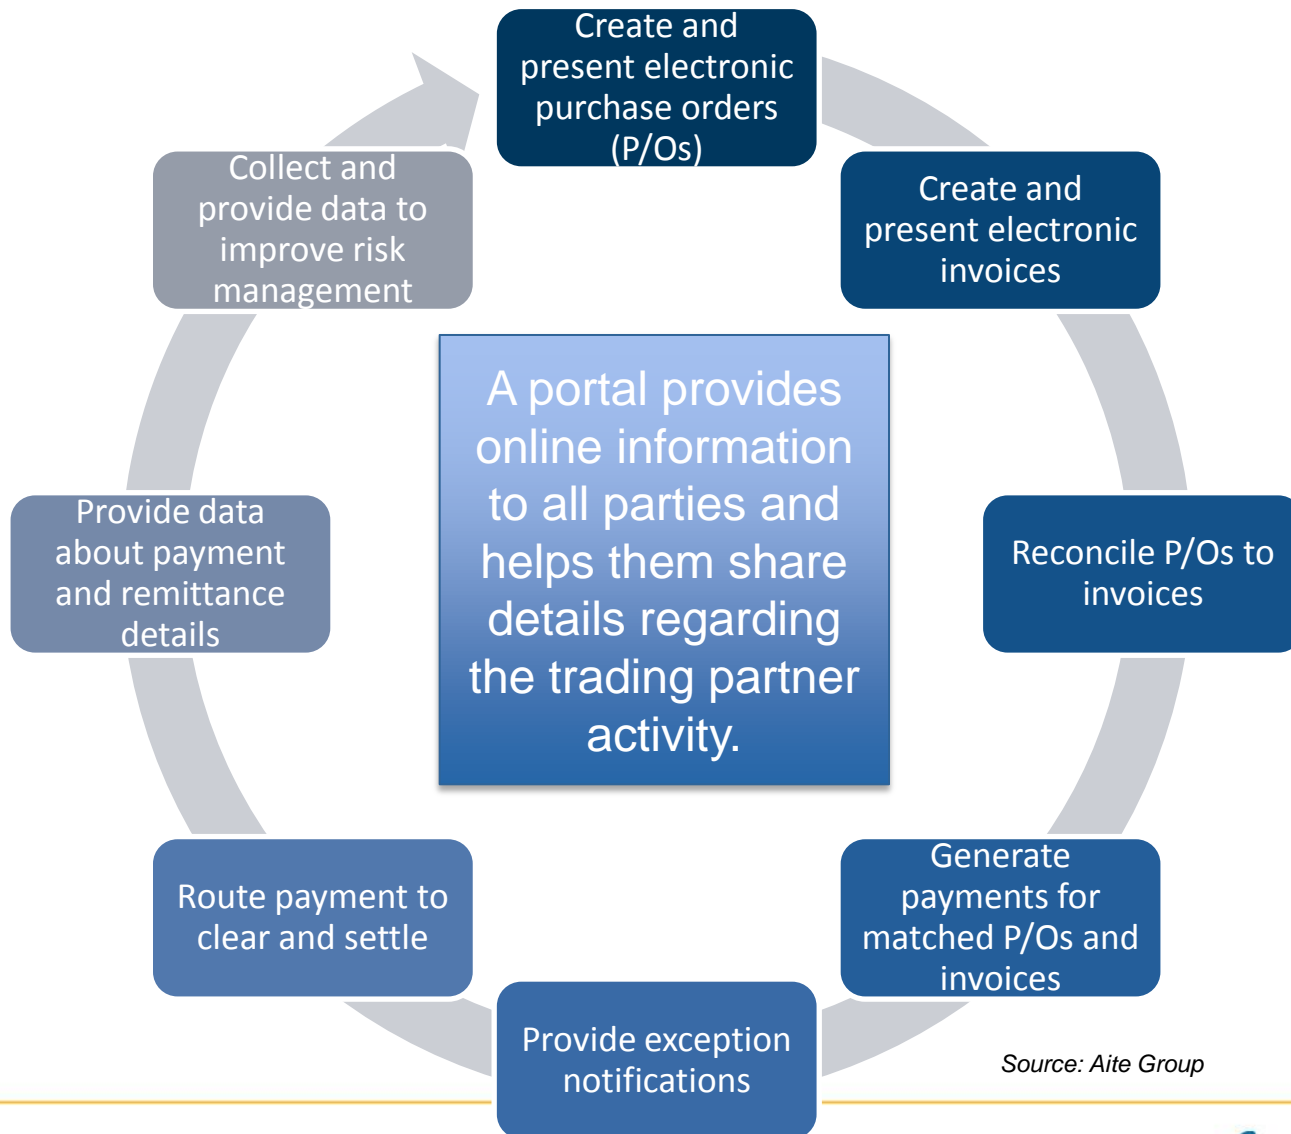 Create and
present electronic
purchase orders
(P/Os)
Create and
present electronic
invoices
Reconcile P/Os to
invoices
Generate
payments for
matched P/Os and
invoices
Provide exception
notifications
Route payment to
clear and settle
Provide data
about payment
and remittance
details
Collect and
provide data to
improve risk
management
A portal provides
online information
to all parties and
helps them share
details regarding
the trading partner
activity.
Source: Aite Group